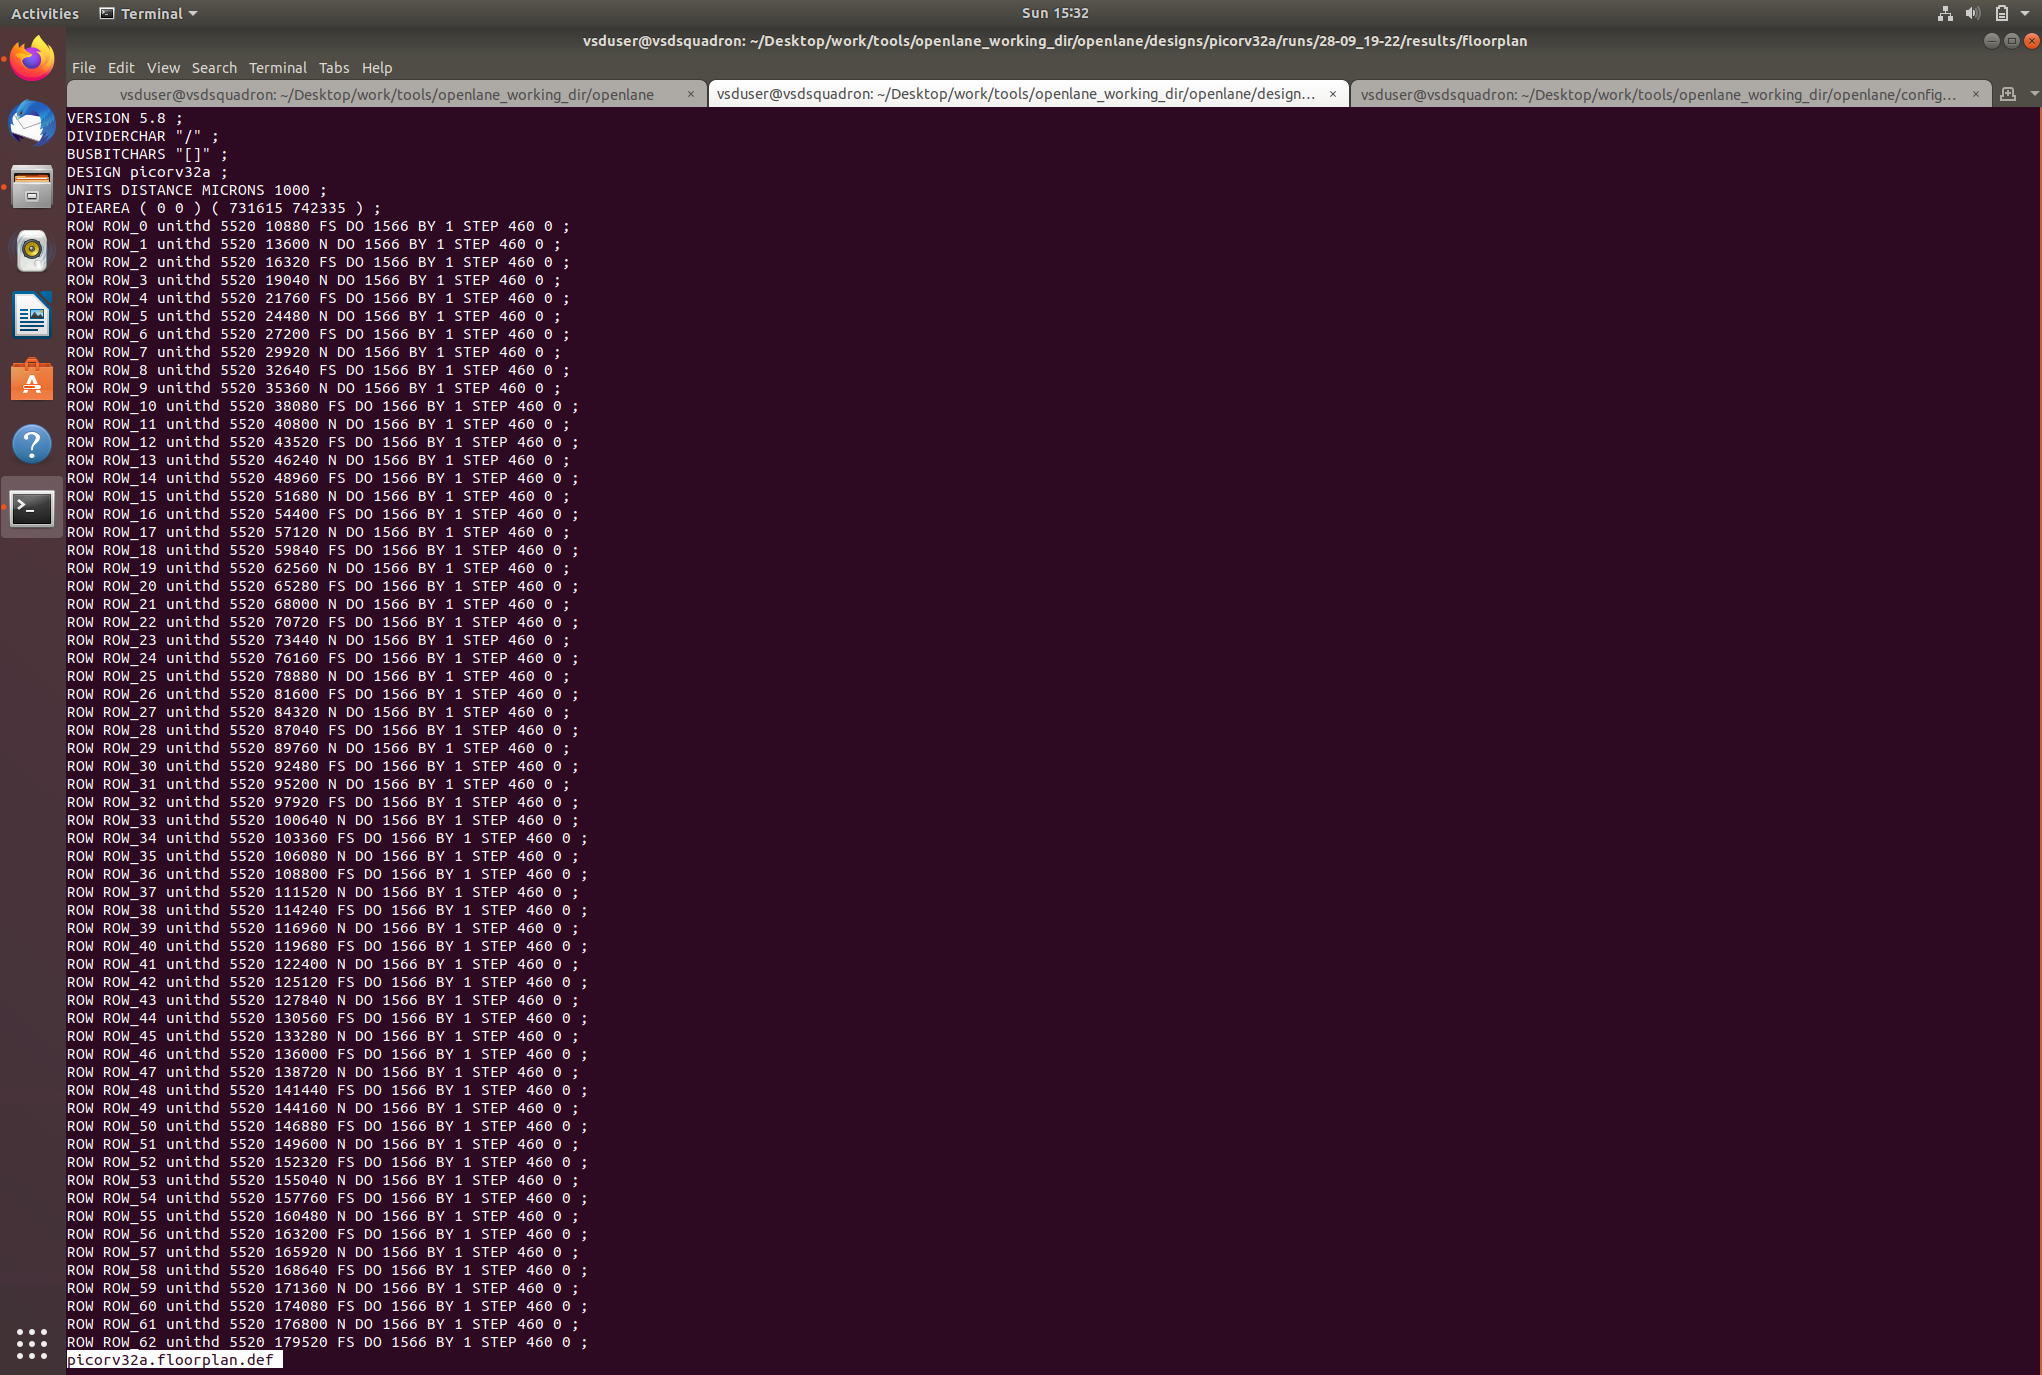 Activities Terminal Sun 15:32
vsduser@vsdsquadron: ~/Desktop/work/tools/openlane_working_dir/openlane/designs/picorv32a/runs/28-09_19-22/results/floorplan
File Edit View Search Terminal Tabs Help
vsduser@vsdsquadron: ~/Desktop/work/tools/openlane_working_dir/openlane × vsduser@vsdsquadron: ~/Desktop/work/tools/openlane_working_dir/openlane/design... × vsduser@vsdsquadron: ~/Desktop/work/tools/openlane_working_dir/openlane/config... ×
VERSION 5.8 ;
DIVIDERCHAR "/" ;
BUSBITCHARS "[]" ;
DESIGN picorv32a ;
UNITS DISTANCE MICRONS 1000 ;
DIEAREA ( 0 0 ) ( 731615 742335 ) ;
ROW ROW_0 unithd 5520 10880 FS DO 1566 BY 1 STEP 460 0 ;
ROW ROW_1 unithd 5520 13600 N DO 1566 BY 1 STEP 460 0 ;
ROW ROW_2 unithd 5520 16320 FS DO 1566 BY 1 STEP 460 0 ;
ROW ROW_3 unithd 5520 19040 N DO 1566 BY 1 STEP 460 0 ;
ROW ROW_4 unithd 5520 21760 FS DO 1566 BY 1 STEP 460 0 ;
ROW ROW_5 unithd 5520 24480 N DO 1566 BY 1 STEP 460 0 ;
ROW ROW_6 unithd 5520 27200 FS DO 1566 BY 1 STEP 460 0 ;
ROW ROW_7 unithd 5520 29920 N DO 1566 BY 1 STEP 460 0 ;
ROW ROW_8 unithd 5520 32640 FS DO 1566 BY 1 STEP 460 0 ;
ROW ROW_9 unithd 5520 35360 N DO 1566 BY 1 STEP 460 0 ;
ROW ROW_10 unithd 5520 38080 FS DO 1566 BY 1 STEP 460 0 ;
ROW ROW_11 unithd 5520 40800 N DO 1566 BY 1 STEP 460 0 ;
ROW ROW_12 unithd 5520 43520 FS DO 1566 BY 1 STEP 460 0 ;
ROW ROW_13 unithd 5520 46240 N DO 1566 BY 1 STEP 460 0 ;
ROW ROW_14 unithd 5520 48960 FS DO 1566 BY 1 STEP 460 0 ;
ROW ROW_15 unithd 5520 51680 N DO 1566 BY 1 STEP 460 0 ;
ROW ROW_16 unithd 5520 54400 FS DO 1566 BY 1 STEP 460 0 ;
ROW ROW_17 unithd 5520 57120 N DO 1566 BY 1 STEP 460 0 ;
ROW ROW_18 unithd 5520 59840 FS DO 1566 BY 1 STEP 460 0 ;
ROW ROW_19 unithd 5520 62560 N DO 1566 BY 1 STEP 460 0 ;
ROW ROW_20 unithd 5520 65280 FS DO 1566 BY 1 STEP 460 0 ;
ROW ROW_21 unithd 5520 68000 N DO 1566 BY 1 STEP 460 0 ;
ROW ROW_22 unithd 5520 70720 FS DO 1566 BY 1 STEP 460 0 ;
ROW ROW_23 unithd 5520 73440 N DO 1566 BY 1 STEP 460 0 ;
ROW ROW_24 unithd 5520 76160 FS DO 1566 BY 1 STEP 460 0 ;
ROW ROW_25 unithd 5520 78880 N DO 1566 BY 1 STEP 460 0 ;
ROW ROW_26 unithd 5520 81600 FS DO 1566 BY 1 STEP 460 0 ;
ROW ROW_27 unithd 5520 84320 N DO 1566 BY 1 STEP 460 0 ;
ROW ROW_28 unithd 5520 87040 FS DO 1566 BY 1 STEP 460 0 ;
ROW ROW_29 unithd 5520 89760 N DO 1566 BY 1 STEP 460 0 ;
ROW ROW_30 unithd 5520 92480 FS DO 1566 BY 1 STEP 460 0 ;
ROW ROW_31 unithd 5520 95200 N DO 1566 BY 1 STEP 460 0 ;
ROW ROW_32 unithd 5520 97920 FS DO 1566 BY 1 STEP 460 0 ;
ROW ROW_33 unithd 5520 100640 N DO 1566 BY 1 STEP 460 0 ;
ROW ROW_34 unithd 5520 103360 FS DO 1566 BY 1 STEP 460 0 ;
ROW ROW_35 unithd 5520 106080 N DO 1566 BY 1 STEP 460 0 ;
ROW ROW_36 unithd 5520 108800 FS DO 1566 BY 1 STEP 460 0 ;
ROW ROW_37 unithd 5520 111520 N DO 1566 BY 1 STEP 460 0 ;
ROW ROW_38 unithd 5520 114240 FS DO 1566 BY 1 STEP 460 0 ;
ROW ROW_39 unithd 5520 116960 N DO 1566 BY 1 STEP 460 0 ;
ROW ROW_40 unithd 5520 119680 FS DO 1566 BY 1 STEP 460 0 ;
ROW ROW_41 unithd 5520 122400 N DO 1566 BY 1 STEP 460 0 ;
ROW ROW_42 unithd 5520 125120 FS DO 1566 BY 1 STEP 460 0 ;
ROW ROW_43 unithd 5520 127840 N DO 1566 BY 1 STEP 460 0 ;
ROW ROW_44 unithd 5520 130560 FS DO 1566 BY 1 STEP 460 0 ;
ROW ROW_45 unithd 5520 133280 N DO 1566 BY 1 STEP 460 0 ;
ROW ROW_46 unithd 5520 136000 FS DO 1566 BY 1 STEP 460 0 ;
ROW ROW_47 unithd 5520 138720 N DO 1566 BY 1 STEP 460 0 ;
ROW ROW_48 unithd 5520 141440 FS DO 1566 BY 1 STEP 460 0 ;
ROW ROW_49 unithd 5520 144160 N DO 1566 BY 1 STEP 460 0 ;
ROW ROW_50 unithd 5520 146880 FS DO 1566 BY 1 STEP 460 0 ;
ROW ROW_51 unithd 5520 149600 N DO 1566 BY 1 STEP 460 0 ;
ROW ROW_52 unithd 5520 152320 FS DO 1566 BY 1 STEP 460 0 ;
ROW ROW_53 unithd 5520 155040 N DO 1566 BY 1 STEP 460 0 ;
ROW ROW_54 unithd 5520 157760 FS DO 1566 BY 1 STEP 460 0 ;
ROW ROW_55 unithd 5520 160480 N DO 1566 BY 1 STEP 460 0 ;
ROW ROW_56 unithd 5520 163200 FS DO 1566 BY 1 STEP 460 0 ;
ROW ROW_57 unithd 5520 165920 N DO 1566 BY 1 STEP 460 0 ;
ROW ROW_58 unithd 5520 168640 FS DO 1566 BY 1 STEP 460 0 ;
ROW ROW_59 unithd 5520 171360 N DO 1566 BY 1 STEP 460 0 ;
ROW ROW_60 unithd 5520 174080 FS DO 1566 BY 1 STEP 460 0 ;
ROW ROW_61 unithd 5520 176800 N DO 1566 BY 1 STEP 460 0 ;
ROW ROW_62 unithd 5520 179520 FS DO 1566 BY 1 STEP 460 0 ;
picorv32a.floorplan.def